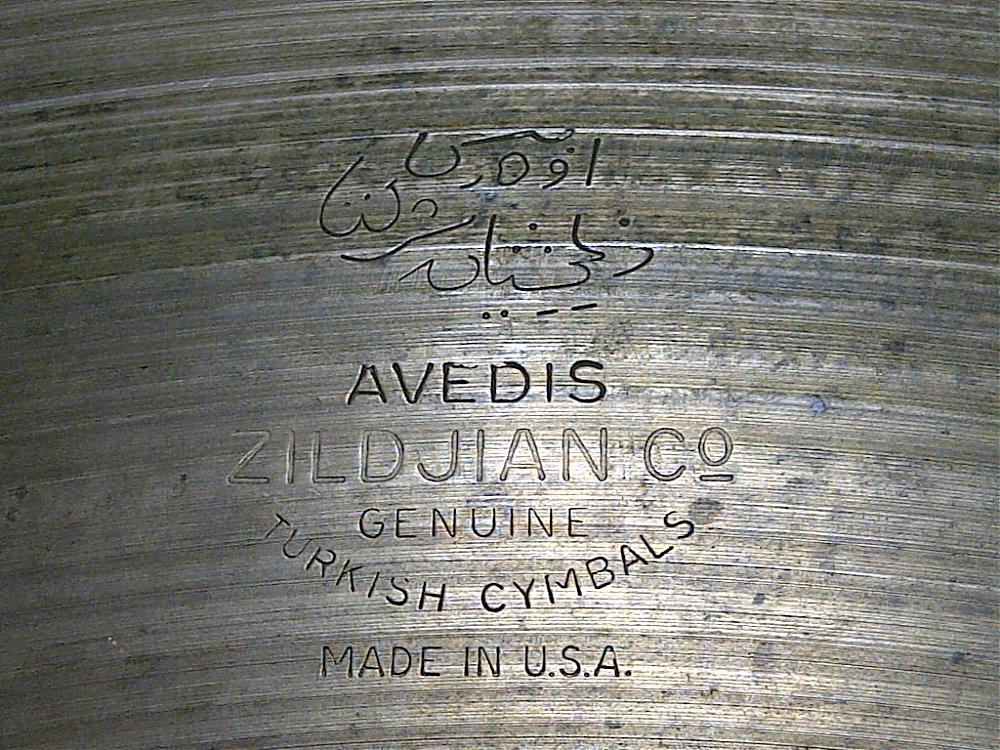 AVEDIS
ZILDJIAN Cº
GENUINE
TURKISH CYMBALS
MADE IN U.S.A.